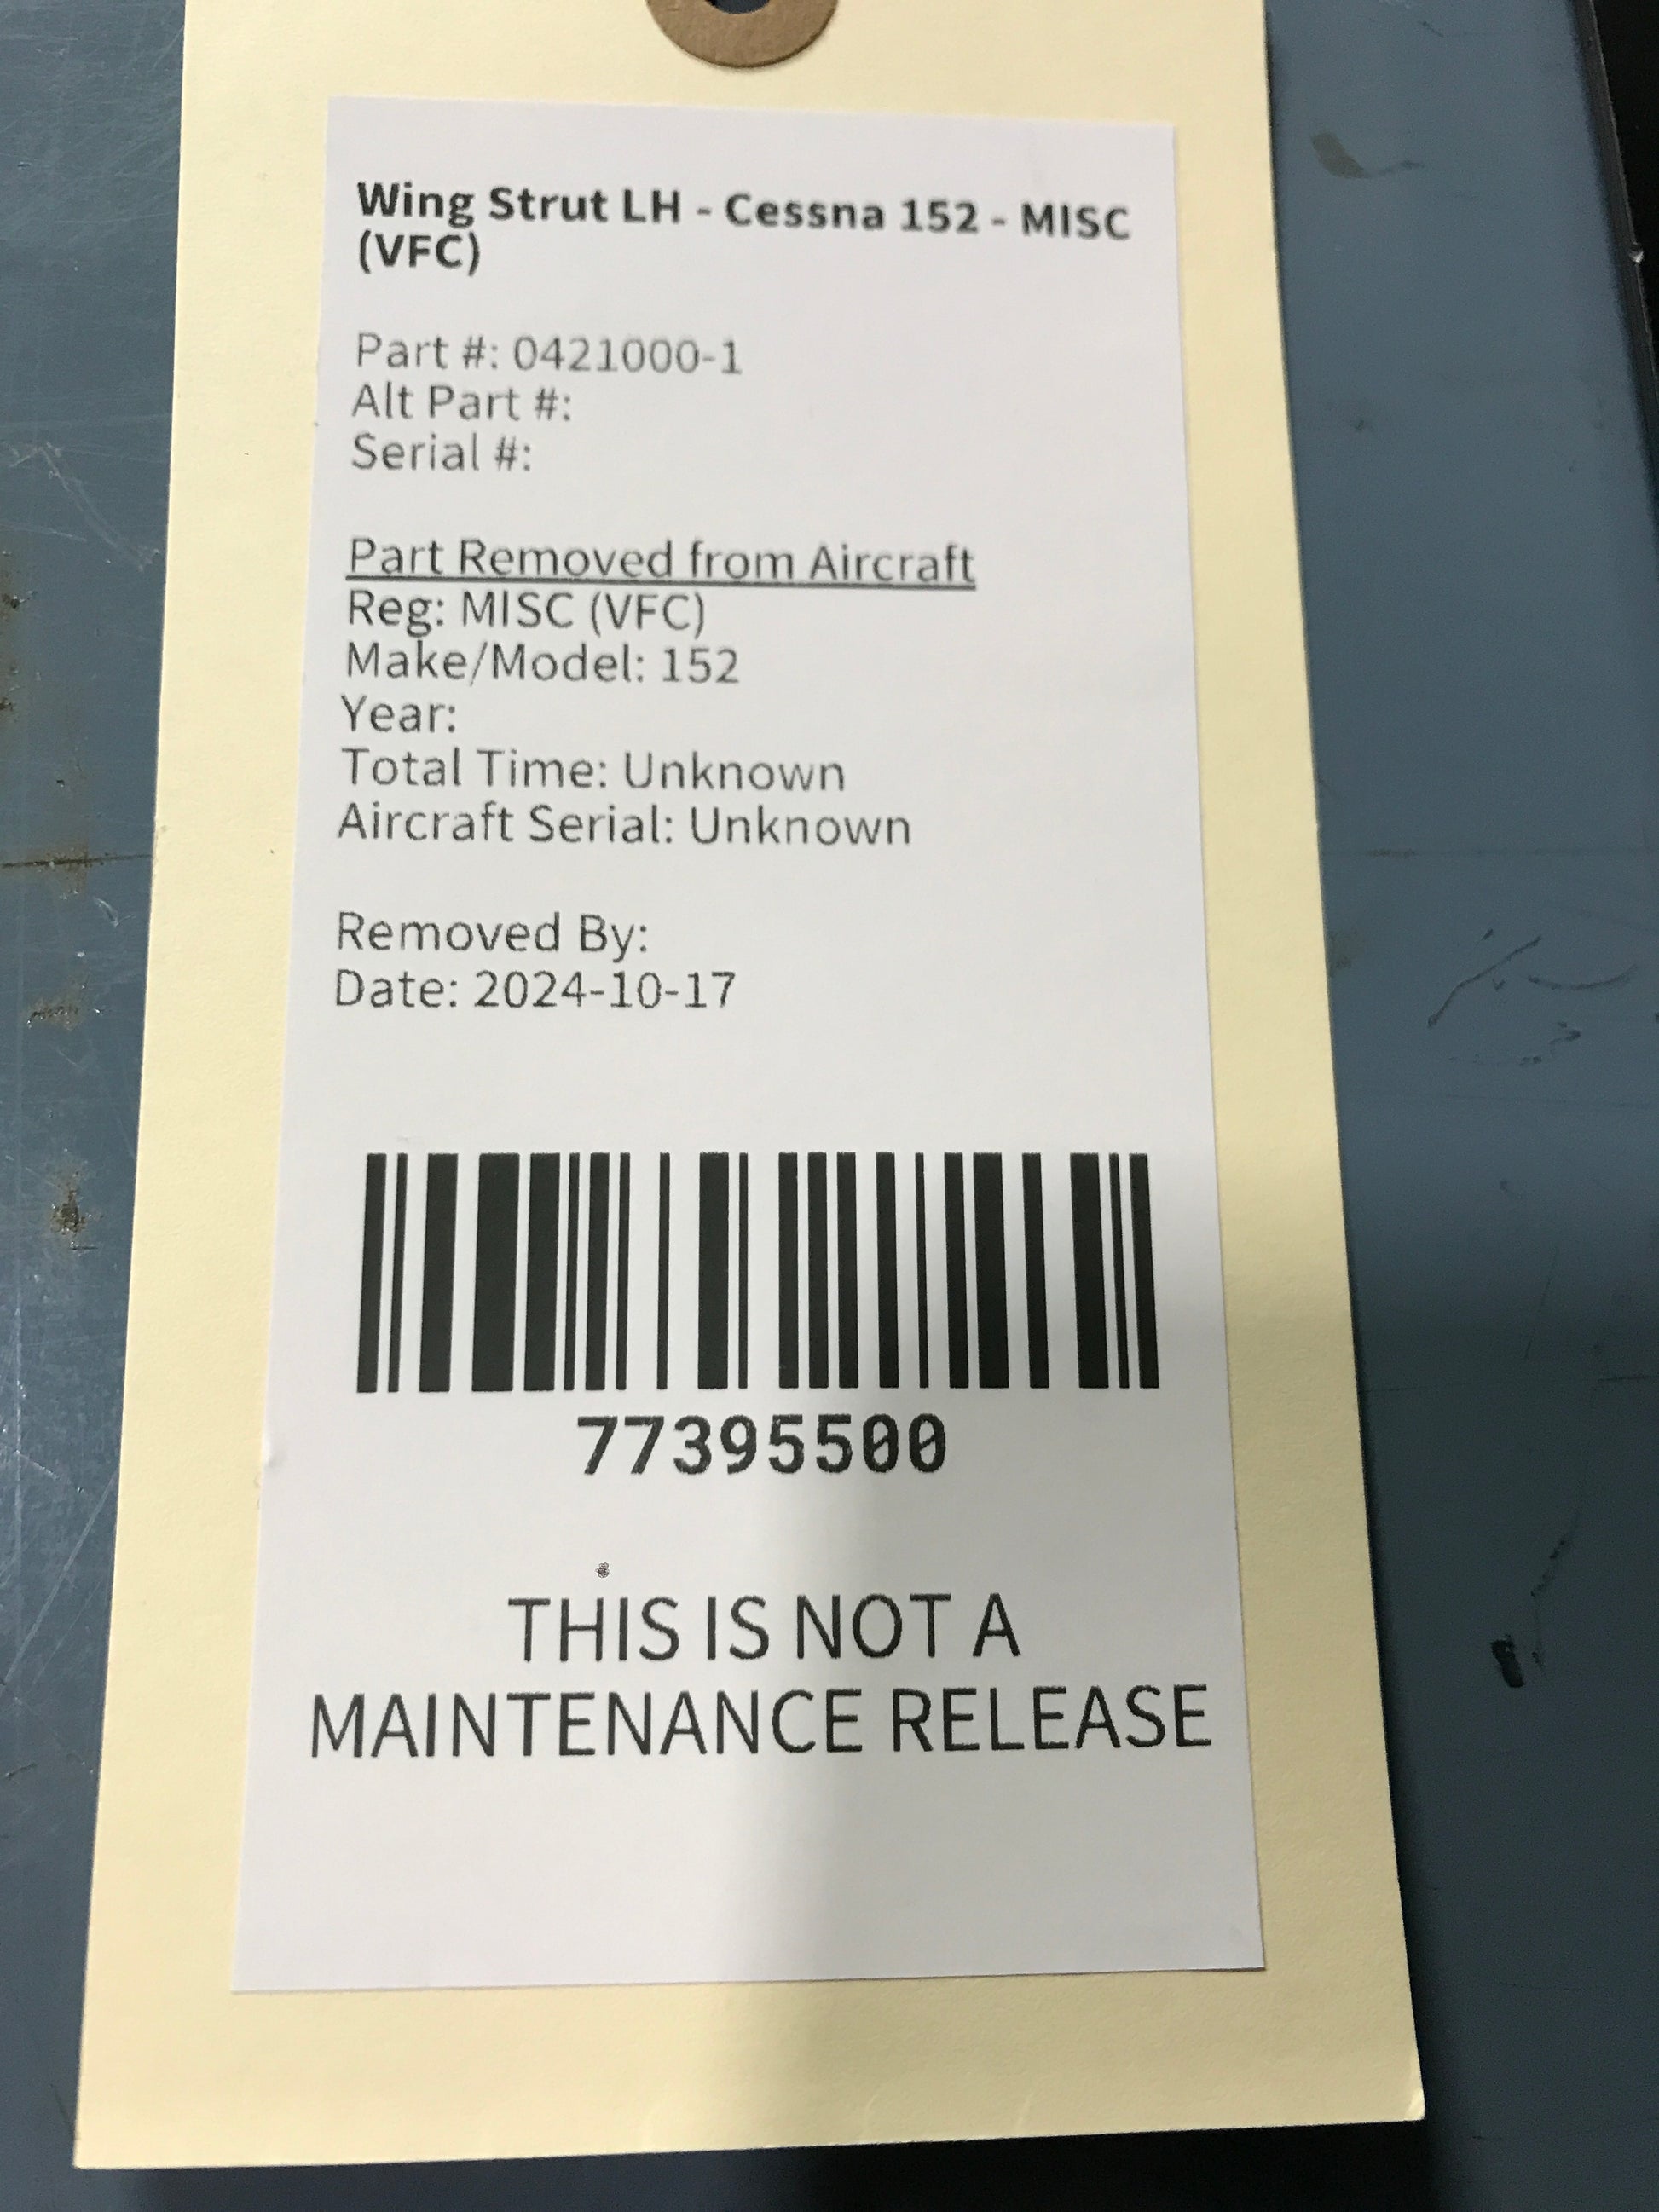 Wing Strut LH - Cessna 152 - MISC
(VFC)
Part #: 0421000-1
Alt Part #:
Serial #:
Part Removed from Aircraft
Reg: MISC (VFC)
Make/Model: 152
Year:
Total Time: Unknown
Aircraft Serial: Unknown
Removed By:
Date: 2024-10-17
77395500
THIS IS NOT A
MAINTENANCE RELEASE